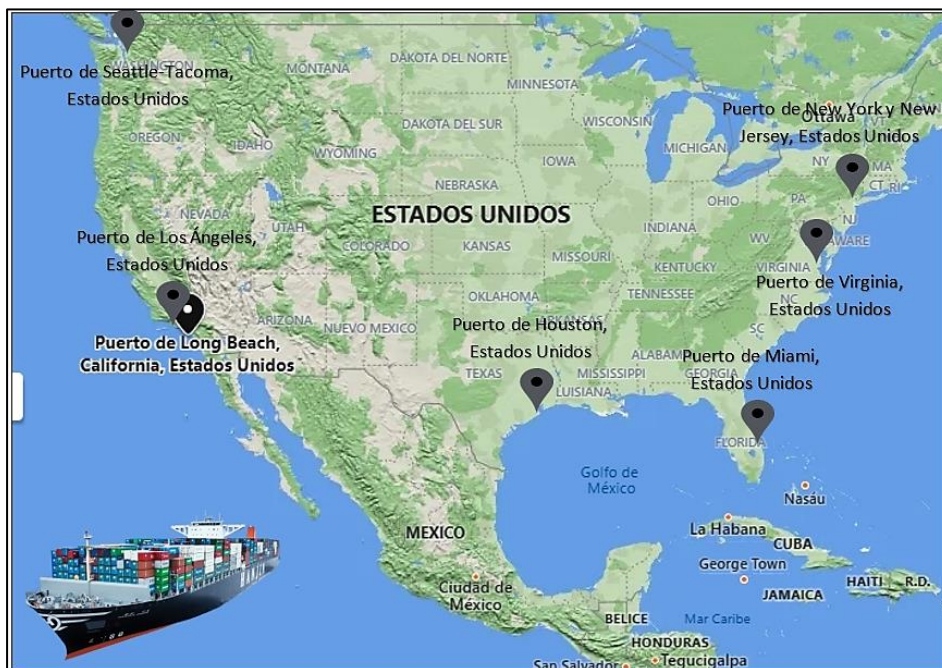 WASHINGTON
Puerto de Seattle-Tacoma,
Estados Unidos
MONTANA
DAKOTA DEL NORTE
MINNESOTA
OREGON
IDAHO
WYOMING
DAKOTA DEL SUR
WISCONSIN
MICHIGAN
Ottawa
Puerto de New York y New
Jersey, Estados Unidos
VT
NY
MA
CT
RI
IOWA
NEBRASKA
OHIO
PA
NJ
NEVADA
UTAH
COLORADO
ESTADOS UNIDOS
KANSAS
MISSOURI
INDIANA
WV
KENTUCKY
VIRGINIA
AWARE
Puerto de Los Ángeles,
Estados Unidos
Puerto de Virginia,
Estados Unidos
ARIZONA
NUEVO MEXICO
OKLAHOMA
ARKANSAS
TENNESSEE
NC
SC
Puerto de Long Beach,
California, Estados Unidos
Puerto de Houston,
Estados Unidos
TEXAS
MISSISSIPPI
LUISIANA
ALABAMA
GEORGIA
Puerto de Miami,
Estados Unidos
FLORIDA
Golfo de
México
Nasáu
MEXICO
La Habana
CUBA
George Town
Ciudad de
México
JAMAICA
HAITI
R.D.
BELICE
Mar Caribe
HONDURAS
San Salvador
Tegucigalpa